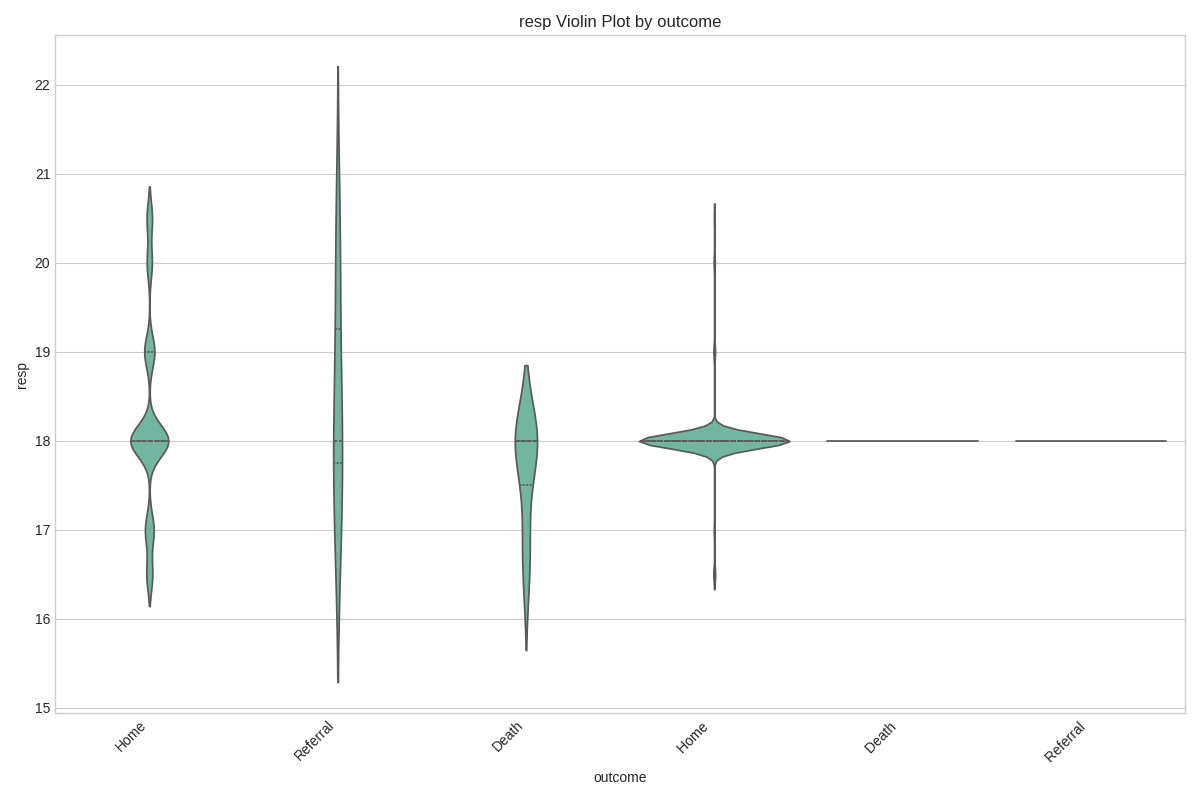 resp Violin Plot by outcome
22
21
20
19
18
17
16
15
resp
Home
Referral
Death
Home
Death
Referral
outcome